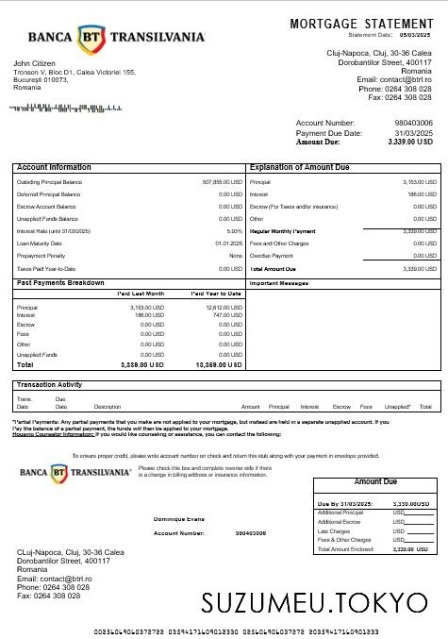 BANCA BT TRANSILVANIA
MORTGAGE STATEMENT
Statement Date: 05/03/2025
John Citizen
Tronson V, Bloc D1, Calea Victoriei 155,
București 010073,
Romania
Cluj-Napoca, Cluj, 30-36 Calea
Dorobantilor Street, 400117
Romania
Email: contact@btrl.ro
Phone: 0264 308 028
Fax: 0264 308 028
Account Number: 980403006
Payment Due Date: 31/03/2025
Amount Due: 3.339.00 USD
Account Information
Outstanding Principal Balance 507,855.00 USD
Deferred Principal Balance 0.00 USD
Escrow Account Balance 0.00 USD
Unapplied Funds Balance 0.00 USD
Interest Rate (until 31/03/2025)
Loan Maturity Date 01.01.2025
Prepayment Penalty None
Taxes Paid Year-to-Date 0.00 USD
Explanation of Amount Due
Principal 3,153.00 USD
Interest 186.00 USD
Escrow (For Taxes and/or insurance) 0.00 USD
Other 0.00 USD
Regular Monthly Payment 3,339.00 USD
Fees and Other Charges 0.00 USD
Overdue Payment 0.00 USD
Total Amount Due 3,339.00 USD
Past Payments Breakdown
Paid Last Month Paid Year to Date
Principal 3,153.00 USD 12,612.00 USD
Interest 186.00 USD 747.00 USD
Escrow 0.00 USD 0.00 USD
Fees 0.00 USD 0.00 USD
Other 0.00 USD 0.00 USD
Unapplied Funds 0.00 USD 0.00 USD
Total 3,339.00 USD 13,359.00 USD
Important Messages
Transaction Activity
Trans. Date Due Date Description Amount Principal Interest Escrow Fees Unapplied* Total
*Partial Payments: Any partial payments that you make are not applied to your mortgage, but instead are held in a separate unapplied account. If you
Pay the balance of a partial payment, the funds will then be applied to your mortgage.
Housing Counselor Information: If you would like counseling or assistance, you can contact the following:
To ensure proper credit, please write account number on check and return this stub along with your payment in envelope provided.
BANCA BT TRANSILVANIA
Please check this box and complete reverse side if there
is a change in billing address or insurance information.
Amount Due
Due By 31/03/2025: 3,339.00USD
Additional Principal USD
Additional Escrow USD
Late Charges USD
Fees & Other Charges USD
Total Amount Enclosed: 3,339.00 USD
Dominique Evans
Account Number: 980403006
CLuj-Napoca, Cluj, 30-36 Calea
Dorobantilor Street, 400117
Romania
Email: contact@btrl.ro
Phone: 0264 308 028
Fax: 0264 308 028
SUZUMEU.TOKYO